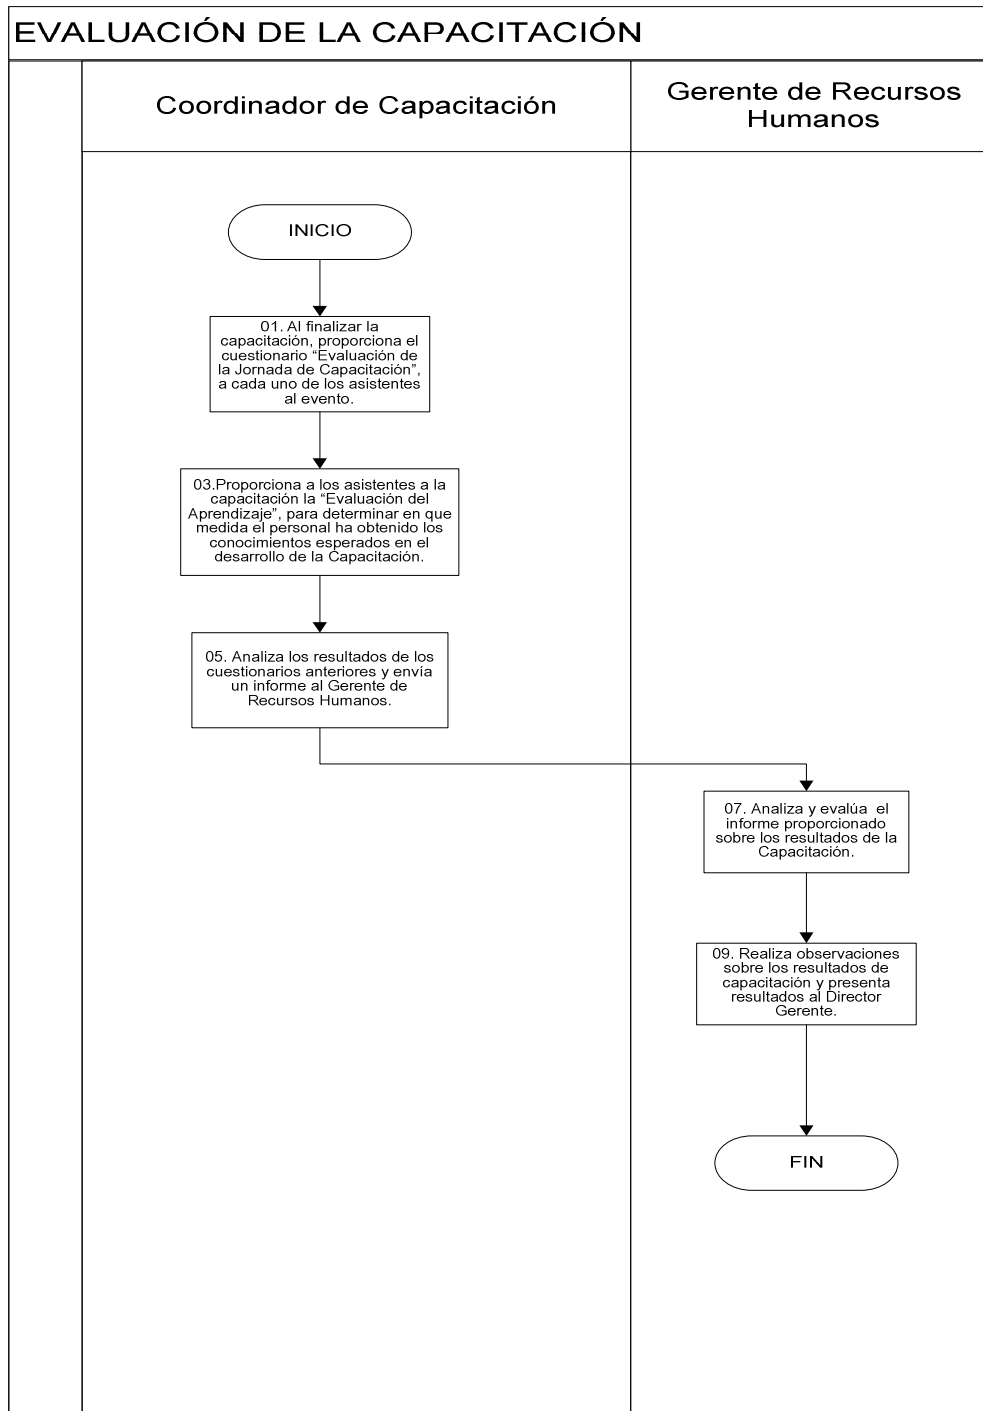 EVALUACIÓN DE LA CAPACITACIÓN
Coordinador de Capacitación
Gerente de Recursos
Humanos
INICIO
01. Al finalizar la
capacitación, proporciona el
cuestionario “Evaluación de
la Jornada de Capacitación”,
a cada uno de los asistentes
al evento.
03.Proporciona a los asistentes a la
capacitación la “Evaluación del
Aprendizaje”, para determinar en que
medida el personal ha obtenido los
conocimientos esperados en el
desarrollo de la Capacitación.
05. Analiza los resultados de los
cuestionarios anteriores y envía
un informe al Gerente de
Recursos Humanos.
07. Analiza y evalúa  el
informe proporcionado
sobre los resultados de la
Capacitación.
09. Realiza observaciones
sobre los resultados de
capacitación y presenta
resultados al Director
Gerente.
FIN